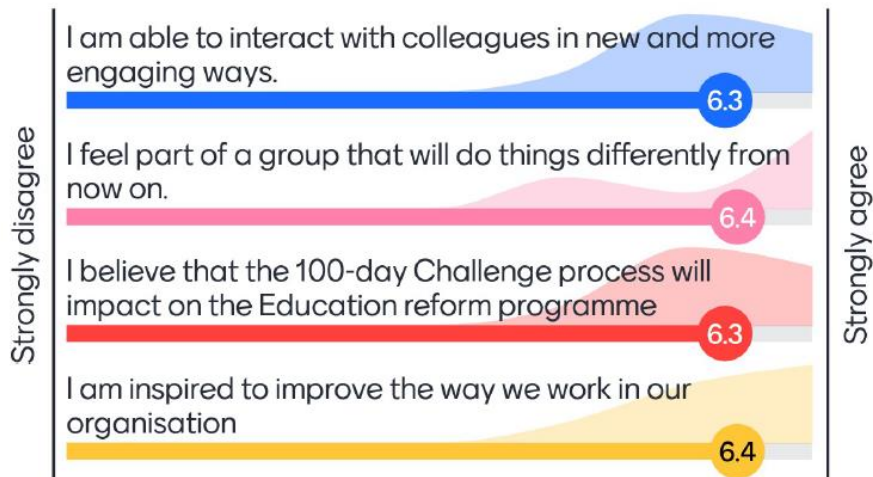 Strongly disagree
I am able to interact with colleagues in new and more
engaging ways.
6.3
I feel part of a group that will do things differently from
now on.
6.4
I believe that the 100-day Challenge process will
impact on the Education reform programme
6.3
I am inspired to improve the way we work in our
organisation
6.4
Strongly agree